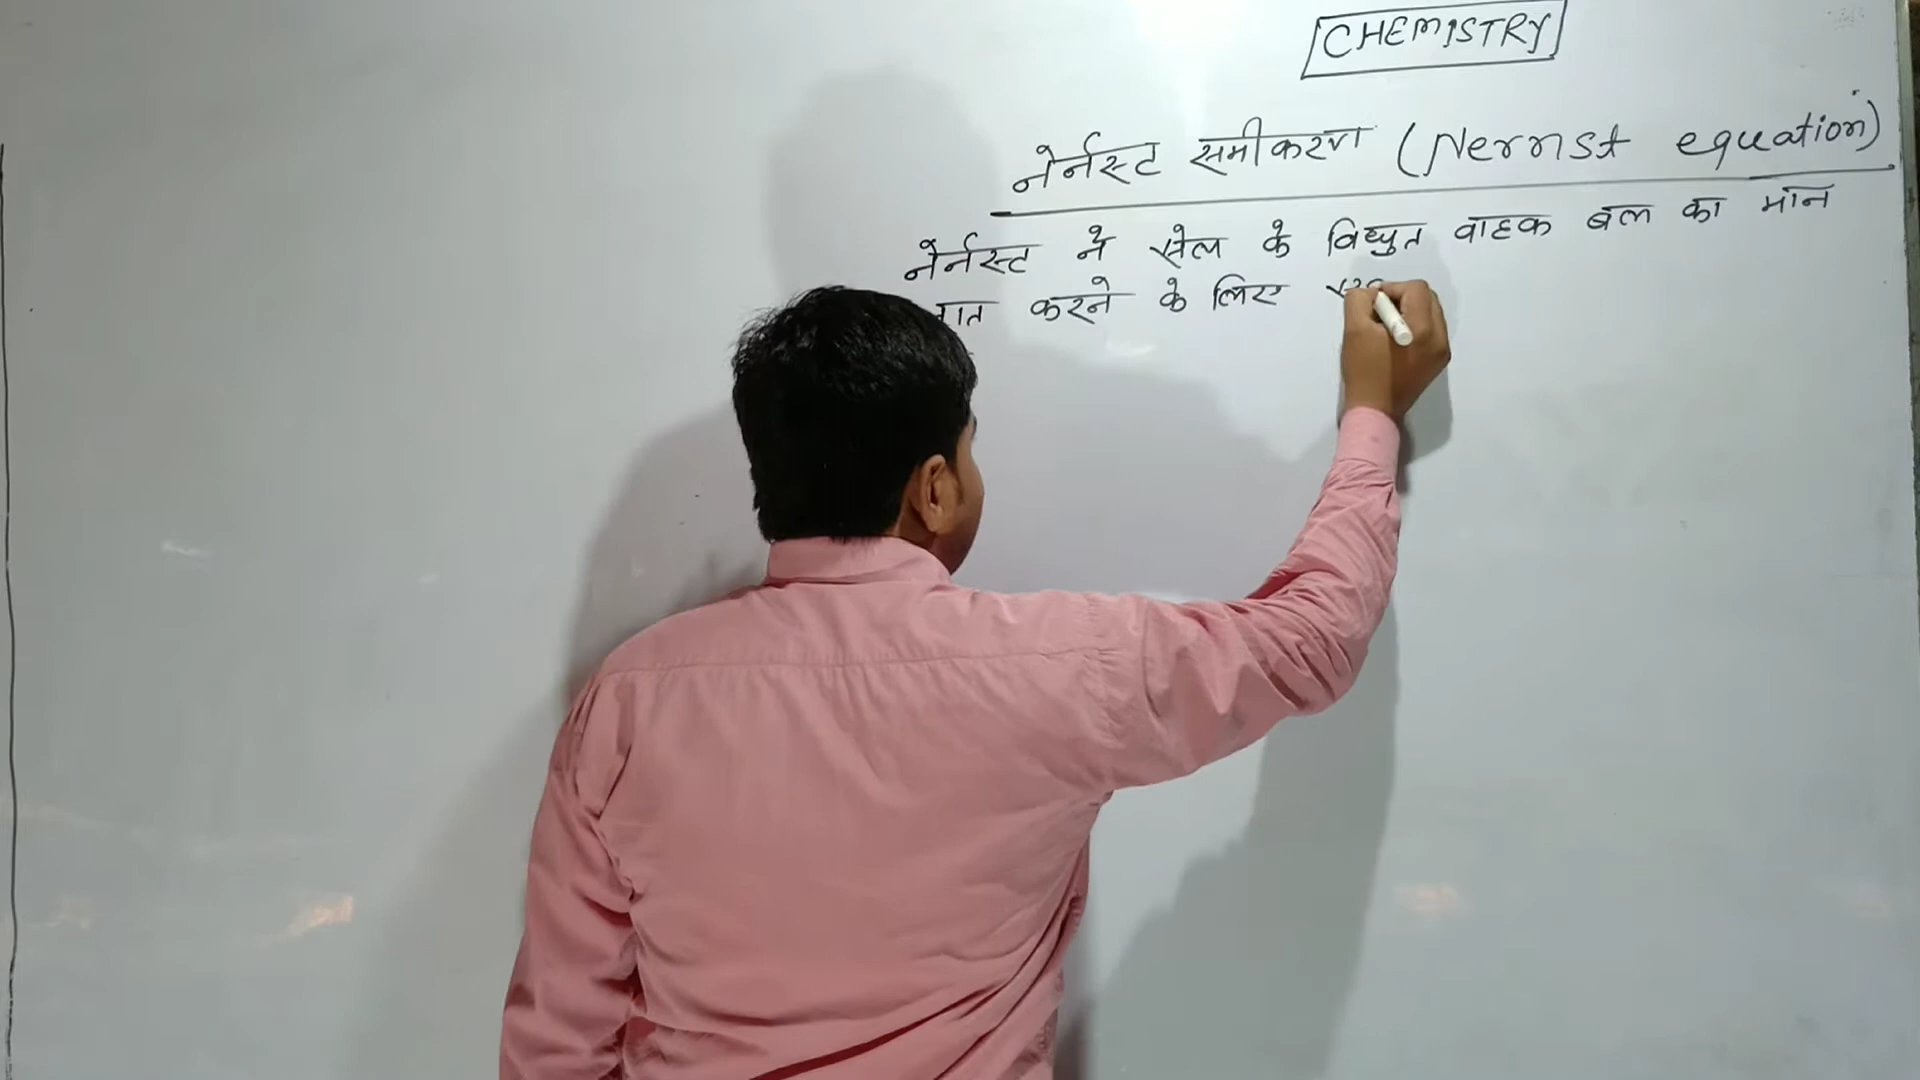 CHEMISTRY
नेर्नस्ट समीकरण (Nernst equation)
नेर्नस्ट ने सेल के विद्युत वाहक बल का मान
करने के लिए